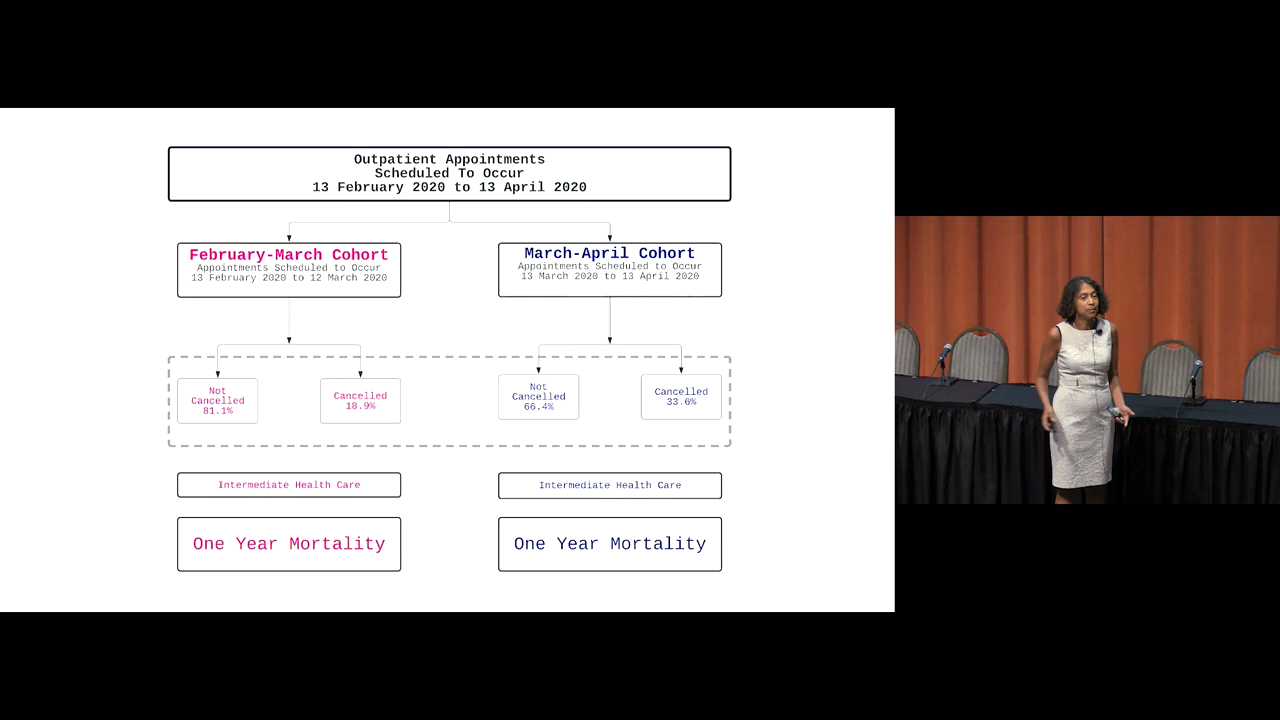 Outpatient Appointments
Scheduled To Occur
13 February 2020 to 13 April 2020
February-March Cohort
Appointments Scheduled to Occur
13 February 2020 to 12 March 2020
March-April Cohort
Appointments Scheduled to Occur
13 March 2020 to 13 April 2020
Not
Cancelled
81.1%
Cancelled
18.9%
Not
Cancelled
66.4%
Cancelled
33.6%
Intermediate Health Care
Intermediate Health Care
One Year Mortality
One Year Mortality